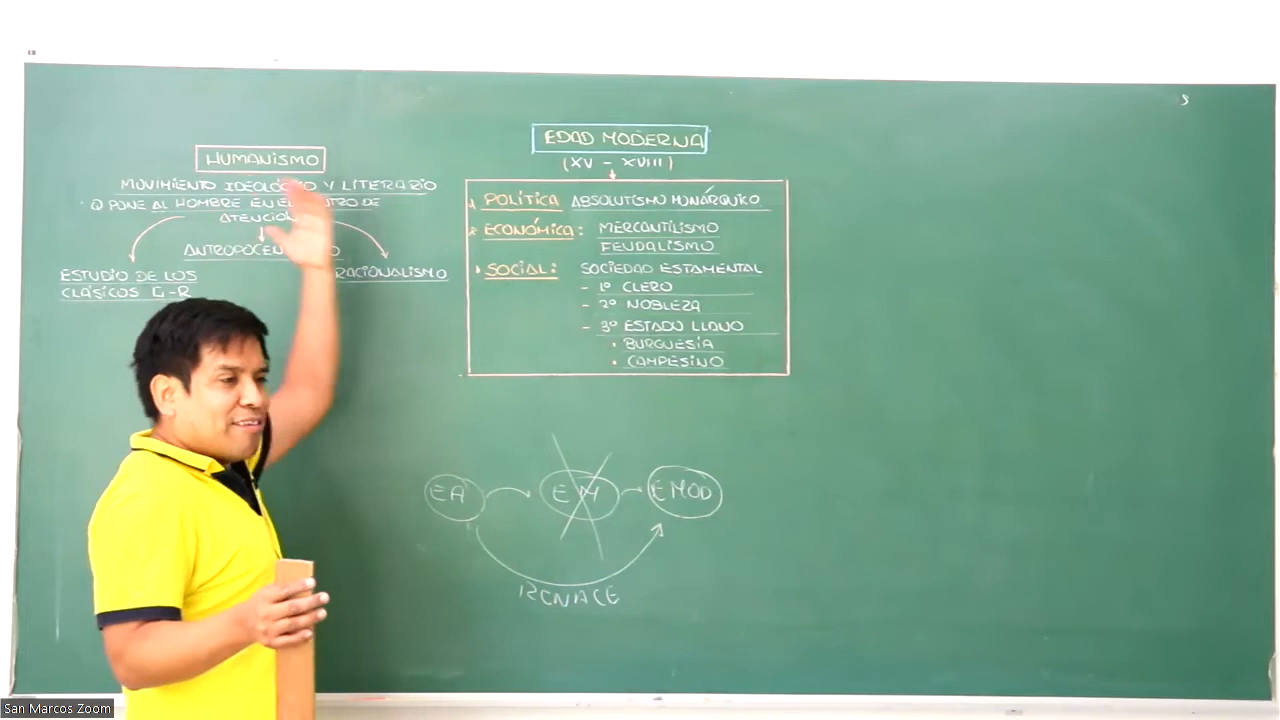 HUMANISMO
MOVIMIENTO IDEOLÓGICO Y LITERARIO
Q PONE AL HOMBRE EN EL DE
ATENCIÓN
ESTUDIO DE LOS
CLÁSICOS G-R
RACIONALISMO
EDAD MODERNA
(XV - XVIII)
POLÍTICA ABSOLUTISMO MONÁRQUICO
ECONÓMICA: MERCANTILISMO
FEUDALISMO
SOCIAL: SOCIEDAD ESTAMENTAL
- 1º CLERO
- 2º NOBLEZA
- 3º ESTADO LLANO
• BURGUESÍA
• CAMPESINO
EA EM EMOD
RENACE
San Marcos Zoom